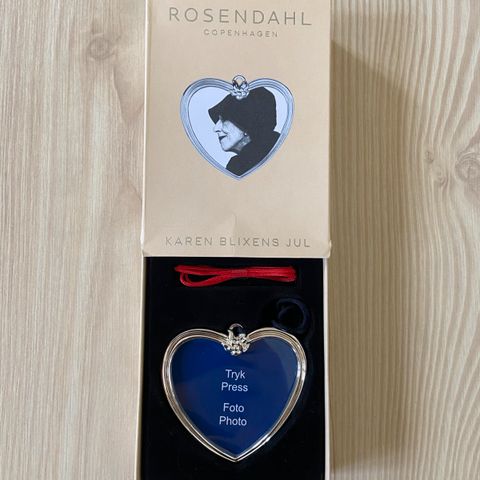 ROSENDAHL
COPENHAGEN
KAREN BLIXENS JUL
Tryk
Press
Foto
Photo